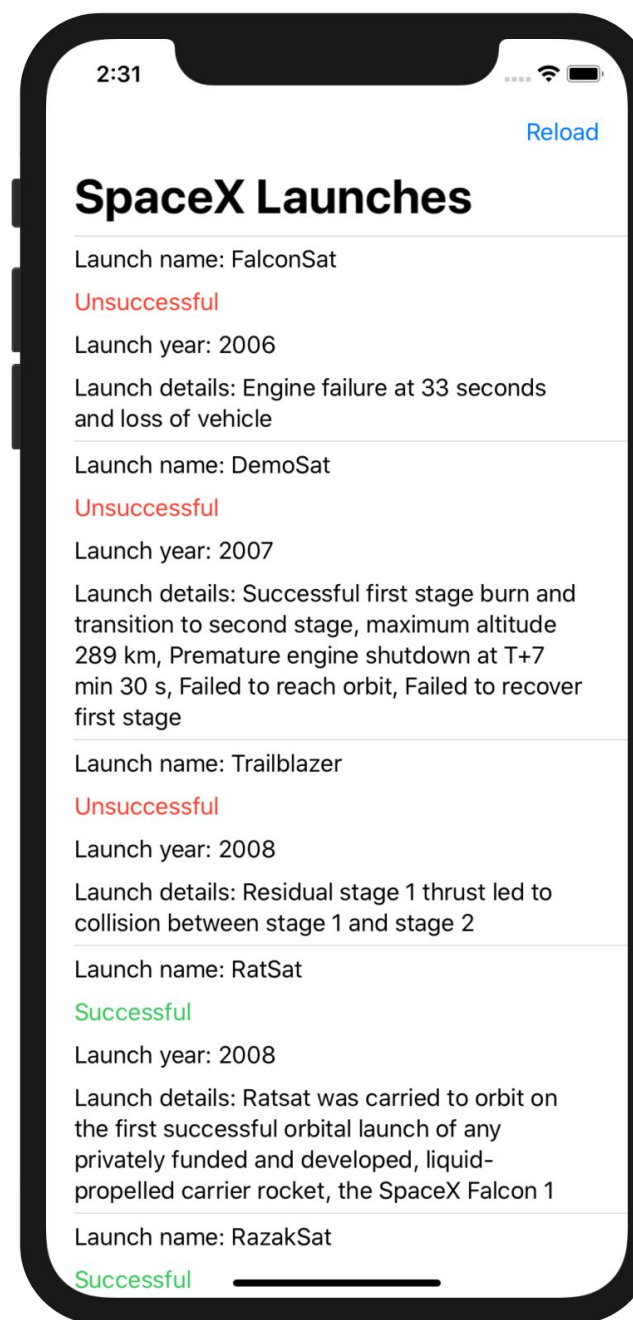 2:31
Reload
SpaceX Launches
Launch name: FalconSat
Unsuccessful
Launch year: 2006
Launch details: Engine failure at 33 seconds
and loss of vehicle
Launch name: DemoSat
Unsuccessful
Launch year: 2007
Launch details: Successful first stage burn and
transition to second stage, maximum altitude
289 km, Premature engine shutdown at T+7
min 30 s, Failed to reach orbit, Failed to recover
first stage
Launch name: Trailblazer
Unsuccessful
Launch year: 2008
Launch details: Residual stage 1 thrust led to
collision between stage 1 and stage 2
Launch name: RatSat
Successful
Launch year: 2008
Launch details: Ratsat was carried to orbit on
the first successful orbital launch of any
privately funded and developed, liquid-
propelled carrier rocket, the SpaceX Falcon 1
Launch name: RazakSat
Successful